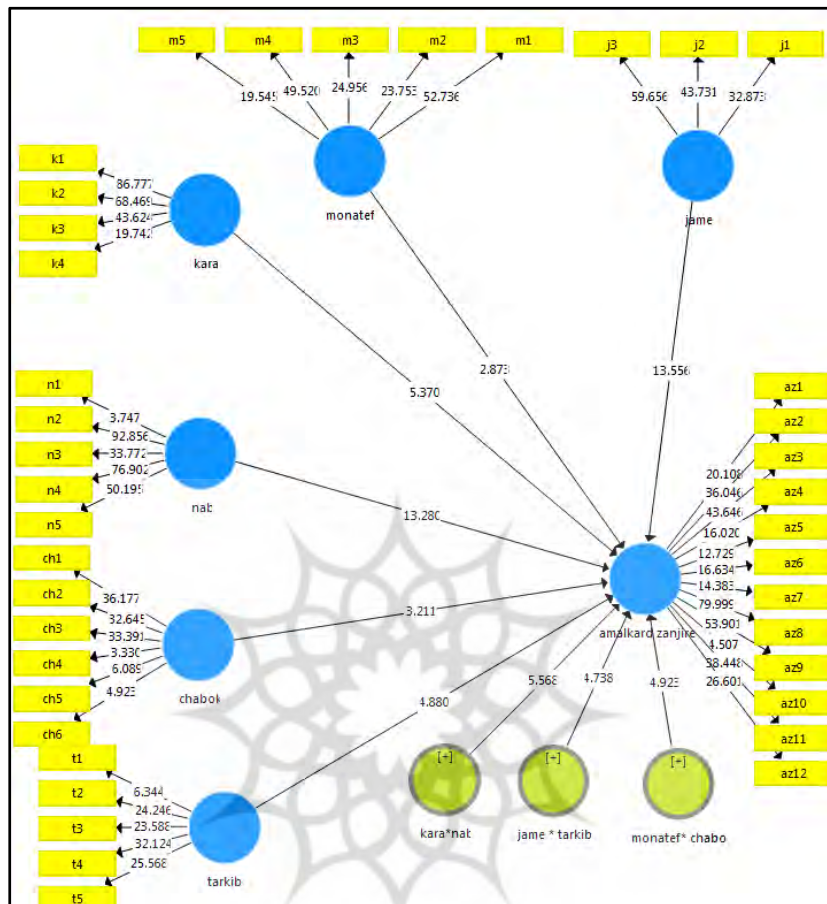 m5 m4 m3 m2 m1
j3 j2 j1
19.545 49.520 24.956 23.753 52.736
59.656 43.731 32.873
monatef
jame
k1
k2
k3
k4
86.777
68.469
43.624
19.742
kara
5.370
2.873
13.556
n1
n2
n3
n4
n5
3.747
92.856
33.772
76.902
50.195
nab
13.280
ch1
ch2
ch3
ch4
ch5
ch6
36.177
32.645
33.391
3.330
6.089
4.923
chabok
3.211
t1
t2
t3
t4
t5
6.344
24.246
23.588
32.124
25.568
tarkib
4.880
az1
az2
az3
az4
az5
az6
az7
az8
az9
az10
az11
az12
20.108
36.046
43.646
16.020
12.729
16.634
14.383
79.999
53.901
4.507
38.448
26.601
amalkard zanjire
5.568
4.738
4.923
[+]
[+]
[+]
kara*nab
jame * tarkib
monatef* chabo